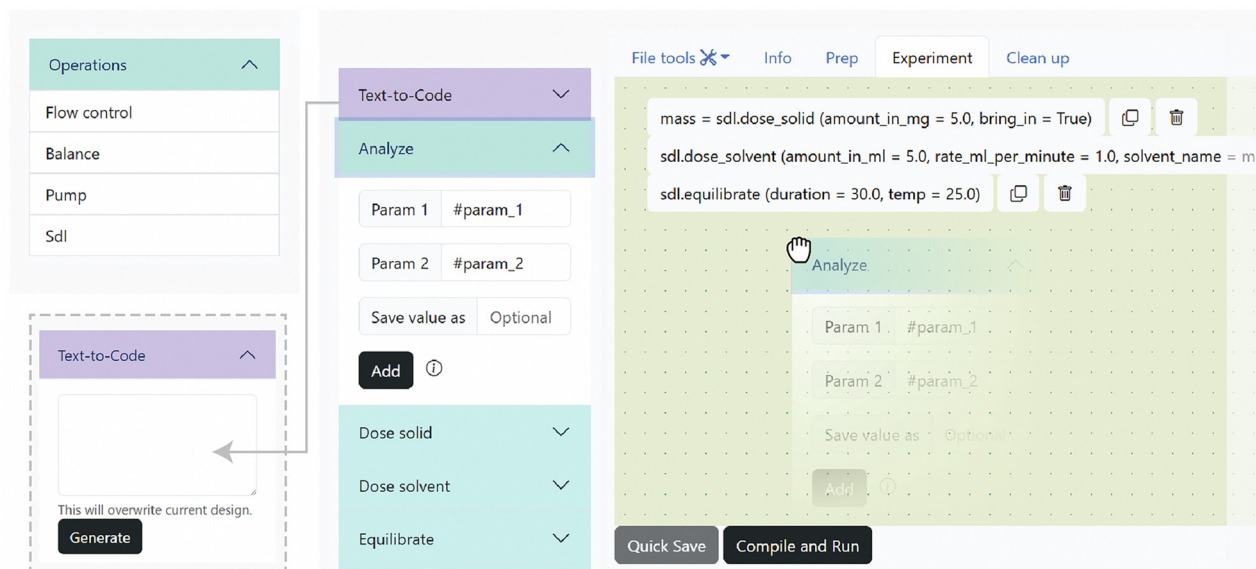 Operations
Flow control
Balance
Pump
Sdl
Text-to-Code
This will overwrite current design.
Generate
Text-to-Code
Analyze
Param 1 #param_1
Param 2 #param_2
Save value as Optional
Add
Dose solid
Dose solvent
Equilibrate
File tools Info Prep Experiment Clean up
mass = sdl.dose_solid (amount_in_mg = 5.0, bring_in = True)
sdl.dose_solvent (amount_in_ml = 5.0, rate_ml_per_minute = 1.0, solvent_name = m
sdl.equilibrate (duration = 30.0, temp = 25.0)
Analyze
Param 1 #param_1
Param 2 #param_2
Save value as Optional
Add
Quick Save Compile and Run